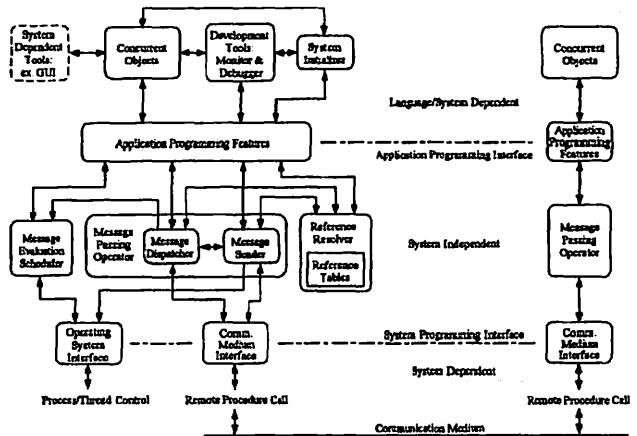 System
Dependent
Tools:
ex GUI
Concurrent
Objects
Development
Tools:
Monitor &
Debugger
System
Initializer
Concurrent
Objects
Language/System Dependent
Application Programming Features
Application Programming Interface
Application
Programming
Features
Message
Evaluation
Scheduler
Message
Passing
Operator
Message
Dispatcher
Message
Sender
Reference
Resolver
Reference
Tables
System Independent
Message
Passing
Operator
Operating
System
Interface
Comm.
Medium
Interface
System Programming Interface
Comm.
Medium
Interface
System Dependent
Process/Thread Control
Remote Procedure Call
Remote Procedure Call
Communication Medium